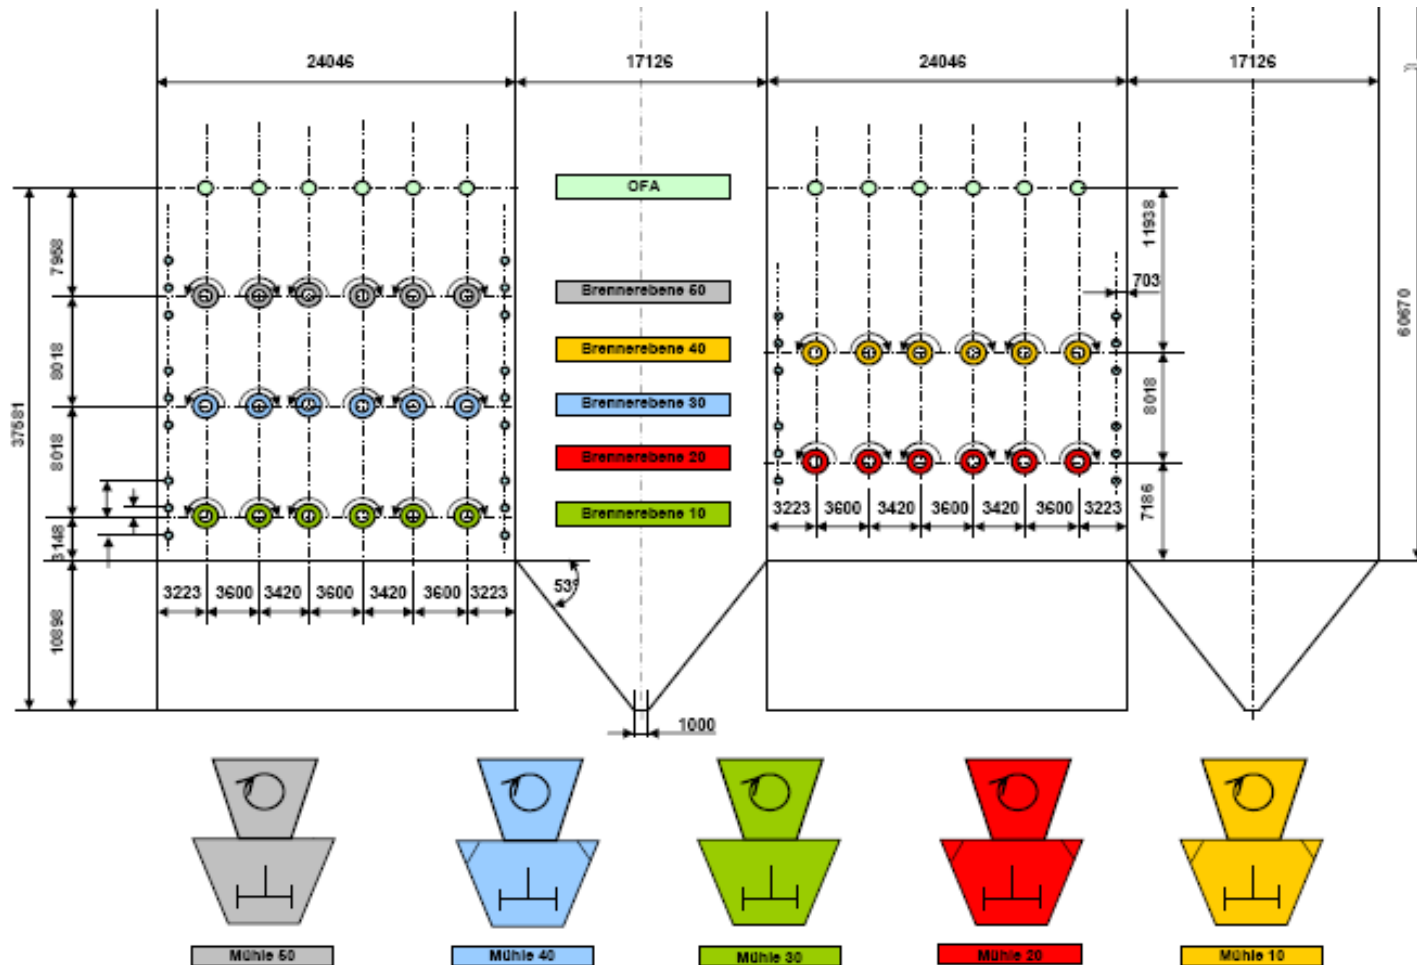 24046 17126 24046 17126
OFA
7968
11938
703
Brennerebene 50
60670
Brennerebene 40
8018
8018
Brennerebene 30
37581
8018
Brennerebene 20
3223 3600 3420 3600 3420 3600 3223
7186
Brennerebene 10
3148
53°
3223 3600 3420 3600 3420 3600 3223
10898
1000
Mühle 50 Mühle 40 Mühle 30 Mühle 20 Mühle 10